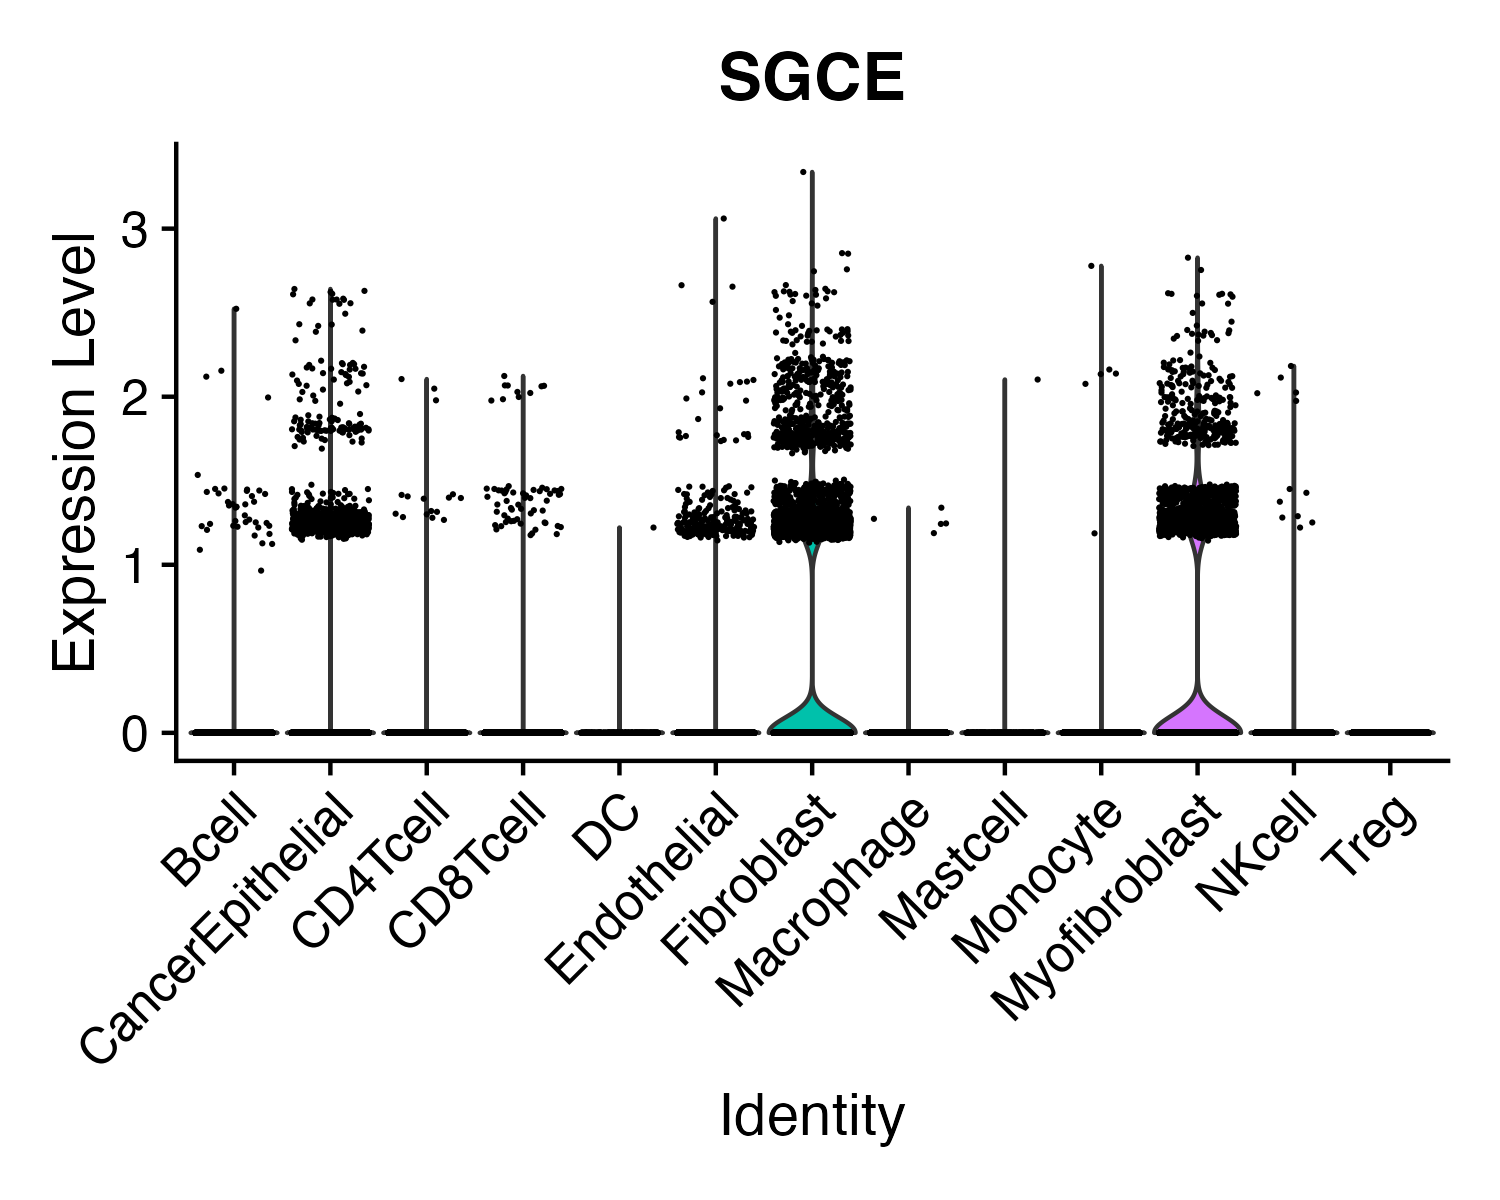 SGCE
Expression Level
3
2
1
0
Bcell
CancerEpithelial
CD4Tcell
CD8Tcell
DC
Endothelial
Fibroblast
Macrophage
Mastcell
Monocyte
Myofibroblast
NKcell
Treg
Identity